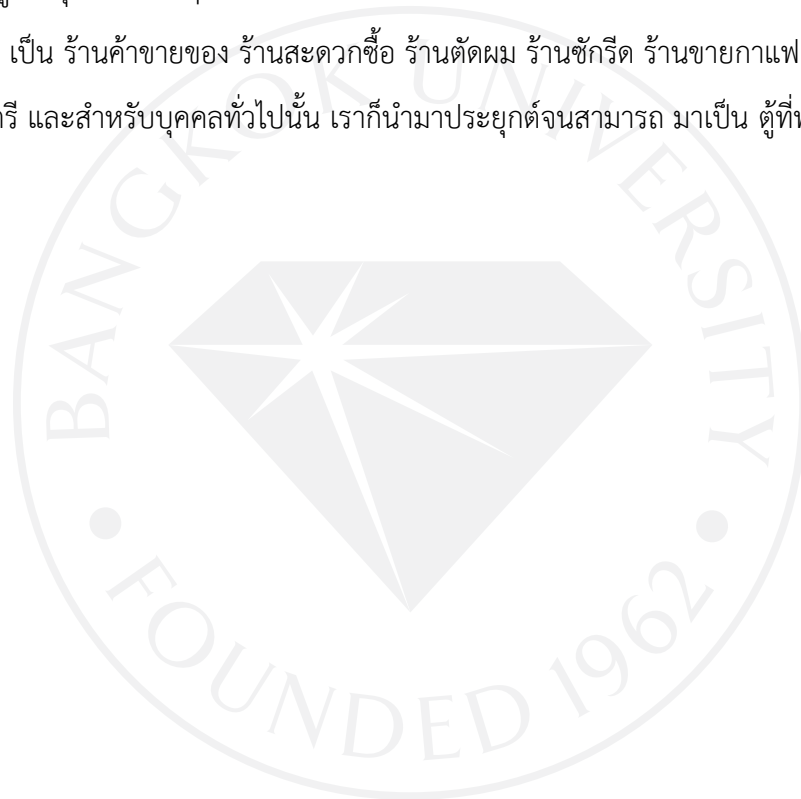 เป็น ร้านค้าขายของ ร้านสะดวกซื้อ ร้านตัดผม ร้านซักรีด ร้านขายกาแฟ
และสำหรับบุคคลทั่วไปนั้น เราก็นำมาประยุกต์จนสามารถ มาเป็น
BANGKOK UNIVERSITY
FOUNDED 1962